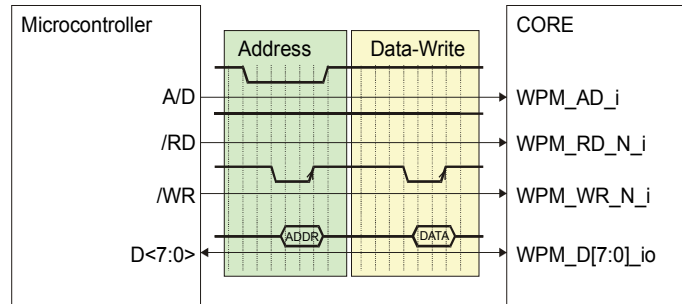 Microcontroller
Address
Data-Write
CORE
A/D
WPM_AD_i
/RD
WPM_RD_N_i
/WR
WPM_WR_N_i
ADDR
DATA
D<7:0>
WPM_D[7:0]_io